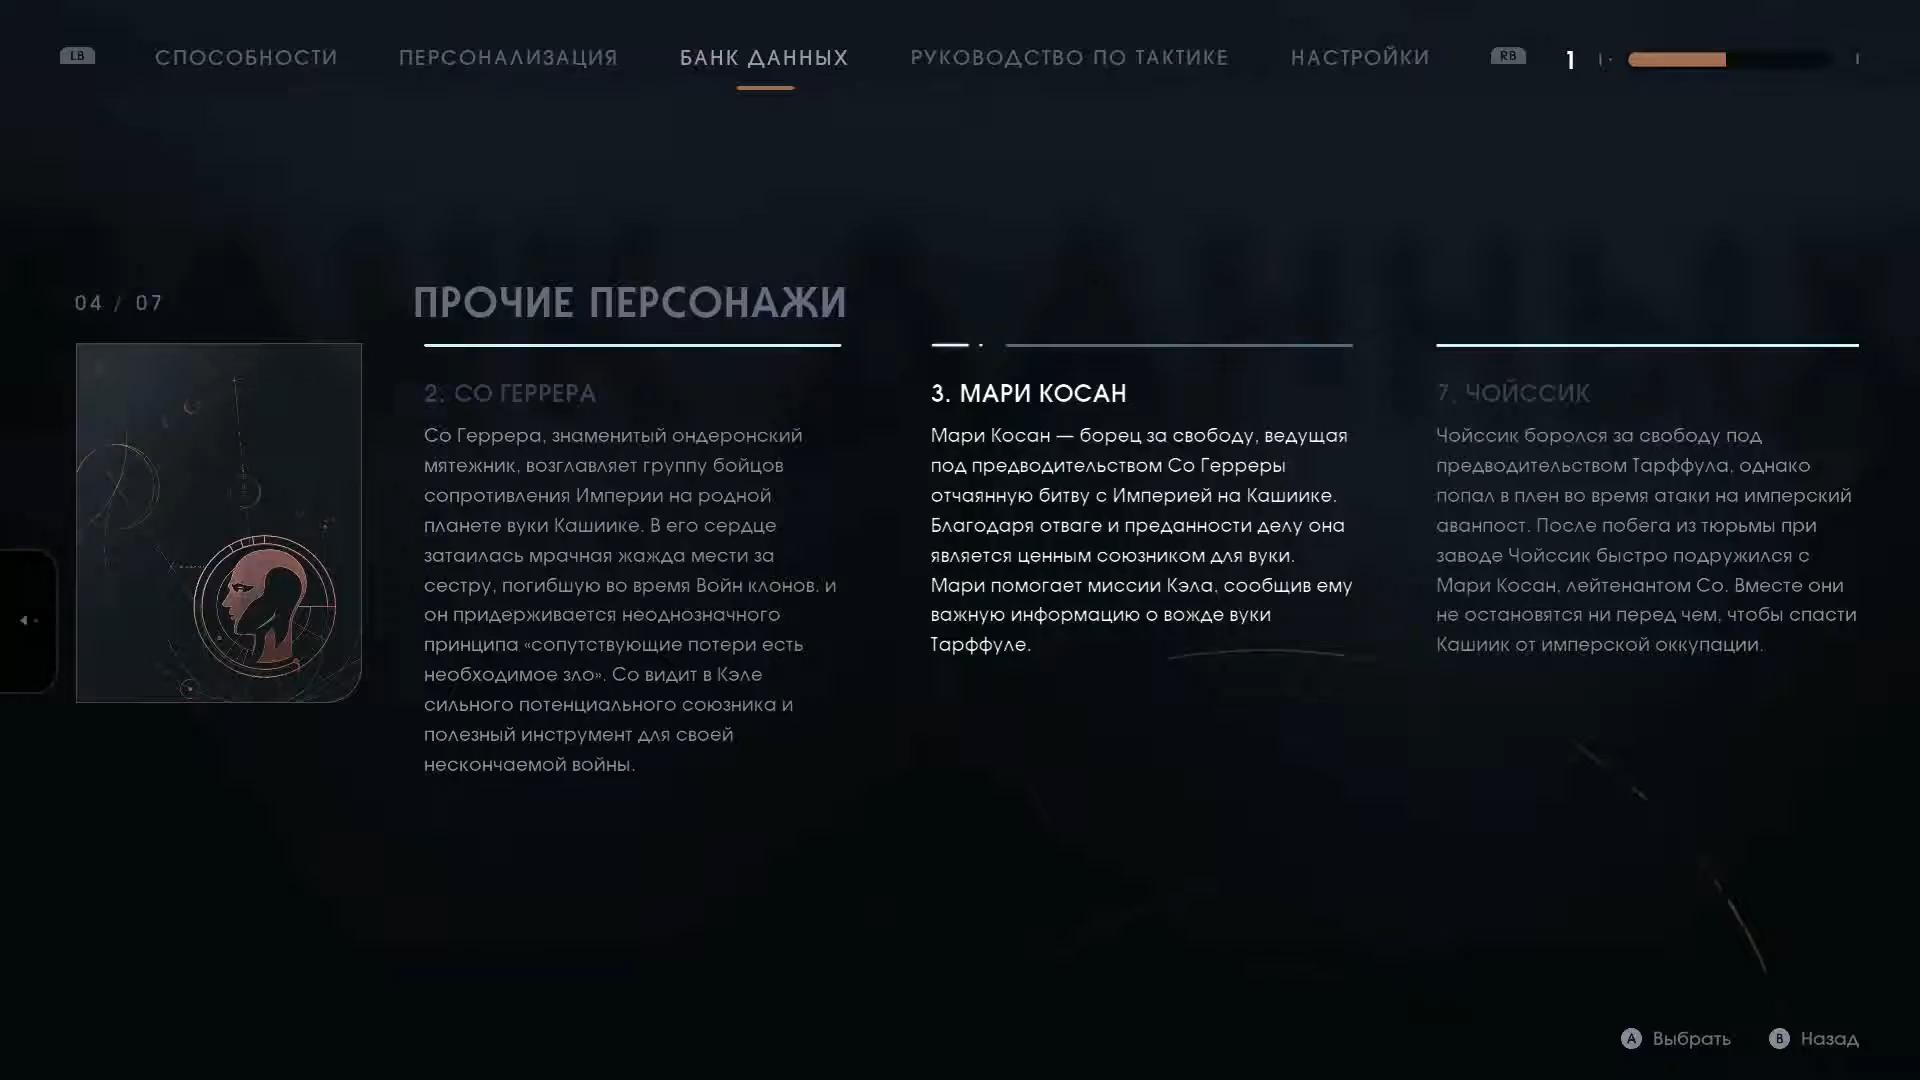 LB
СПОСОБНОСТИ
ПЕРСОНАЛИЗАЦИЯ
БАНК ДАННЫХ
РУКОВОДСТВО ПО ТАКТИКЕ
НАСТРОЙКИ
RB
1
04 / 07
ПРОЧИЕ ПЕРСОНАЖИ
2. СО ГЕРРЕРА
Со Геррера, знаменитый ондеронский
мятежник, возглавляет группу бойцов
сопротивления Империи на родной
планете вуки Кашиике. В его сердце
затаилась мрачная жажда мести за
сестру, погибшую во время Войн клонов. и
он придерживается неоднозначного
принципа «сопутствующие потери есть
необходимое зло». Со видит в Кэле
сильного потенциального союзника и
полезный инструмент для своей
нескончаемой войны.
3. МАРИ КОСАН
Мари Косан — борец за свободу, ведущая
под предводительством Со Герреры
отчаянную битву с Империей на Кашиике.
Благодаря отваге и преданности делу она
является ценным союзником для вуки.
Мари помогает миссии Кэла, сообщив ему
важную информацию о вожде вуки
Тарффуле.
7. ЧОЙССИК
Чойссик боролся за свободу под
предводительством Тарффула, однако
попал в плен во время атаки на имперский
аванпост. После побега из тюрьмы при
заводе Чойссик быстро подружился с
Мари Косан, лейтенантом Со. Вместе они
не остановятся ни перед чем, чтобы спасти
Кашиик от имперской оккупации.
A Выбрать
B Назад